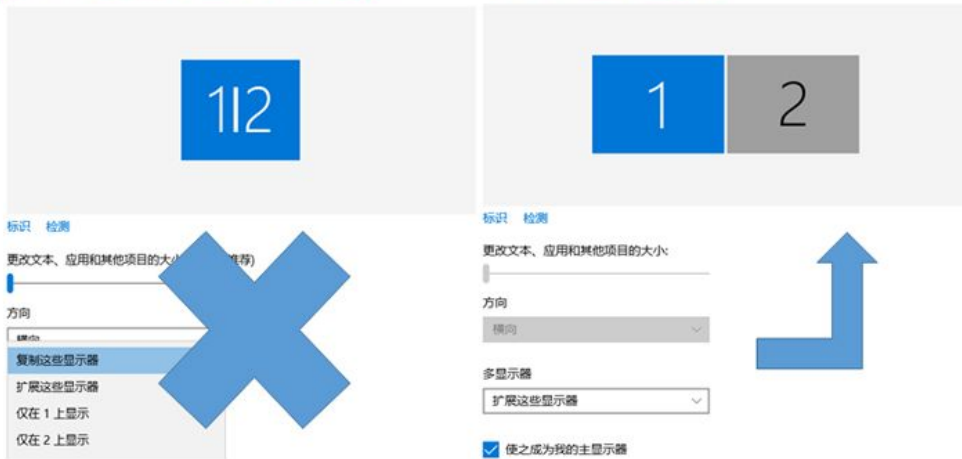 1|2
标识 检测
更改文本、应用和其他项目的大小
推荐)
方向
横向
复制这些显示器
扩展这些显示器
仅在 1 上显示
仅在 2 上显示
1 2
标识 检测
更改文本、应用和其他项目的大小:
方向
横向
多显示器
扩展这些显示器
使之成为我的主显示器